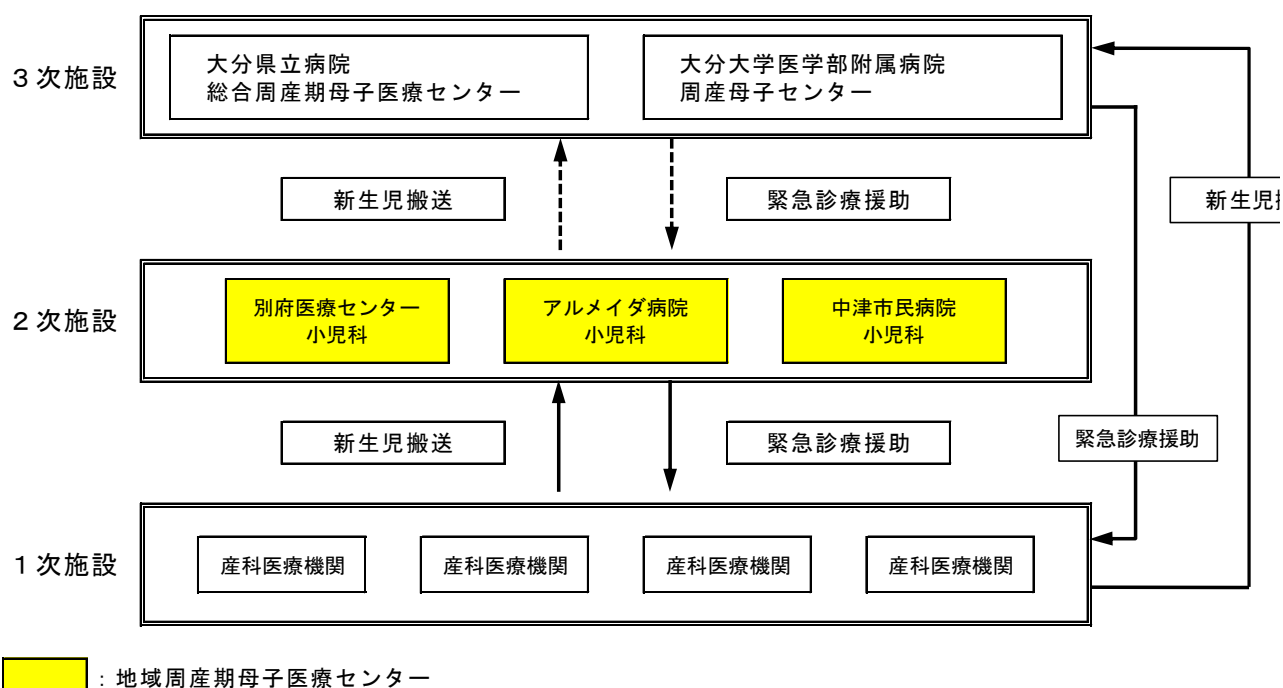 3次施設
大分県立病院
総合周産期母子医療センター
大分大学医学部附属病院
周産母子センター
新生児搬送
緊急診療援助
新生児
2次施設
別府医療センター
小児科
アルメイダ病院
小児科
中津市民病院
小児科
新生児搬送
緊急診療援助
緊急診療援助
1次施設
産科医療機関
産科医療機関
産科医療機関
産科医療機関
：地域周産期母子医療センター